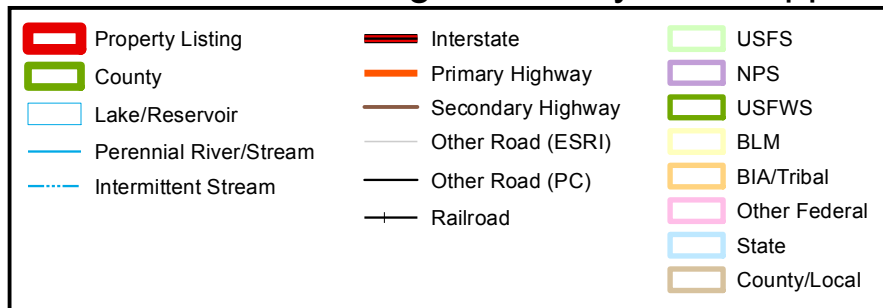 Property Listing
County
Lake/Reservoir
Perennial River/Stream
Intermittent Stream
Interstate
Primary Highway
Secondary Highway
Other Road (ESRI)
Other Road (PC)
Railroad
USFS
NPS
USFWS
BLM
BIA/Tribal
Other Federal
State
County/Local